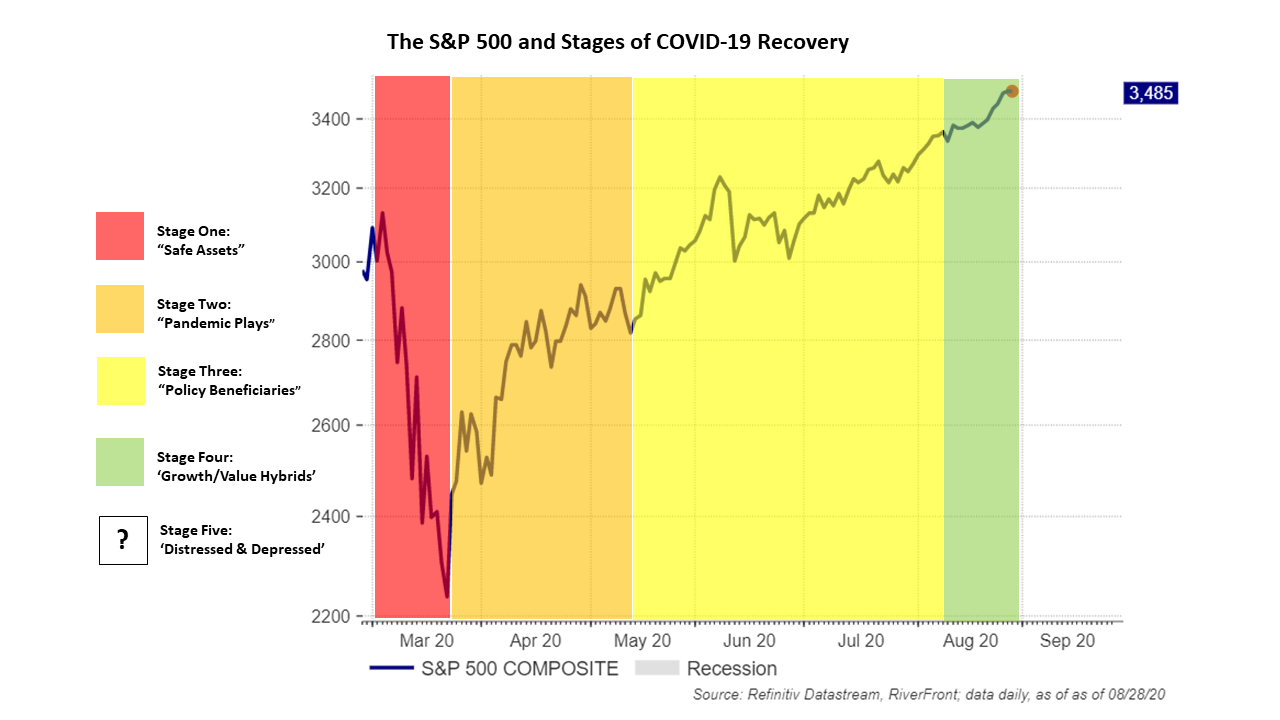 The S&P 500 and Stages of COVID-19 Recovery
3,485
3400
3200
3000
2800
2600
2400
2200
Stage One:
“Safe Assets”
Stage Two:
“Pandemic Plays”
Stage Three:
“Policy Beneficiaries”
Stage Four:
‘Growth/Value Hybrids’
?
Stage Five:
‘Distressed & Depressed’
Mar 20 Apr 20 May 20 Jun 20 Jul 20 Aug 20 Sep 20
S&P 500 COMPOSITE Recession
Source: Refinitiv Datastream, RiverFront; data daily, as of as of 08/28/20